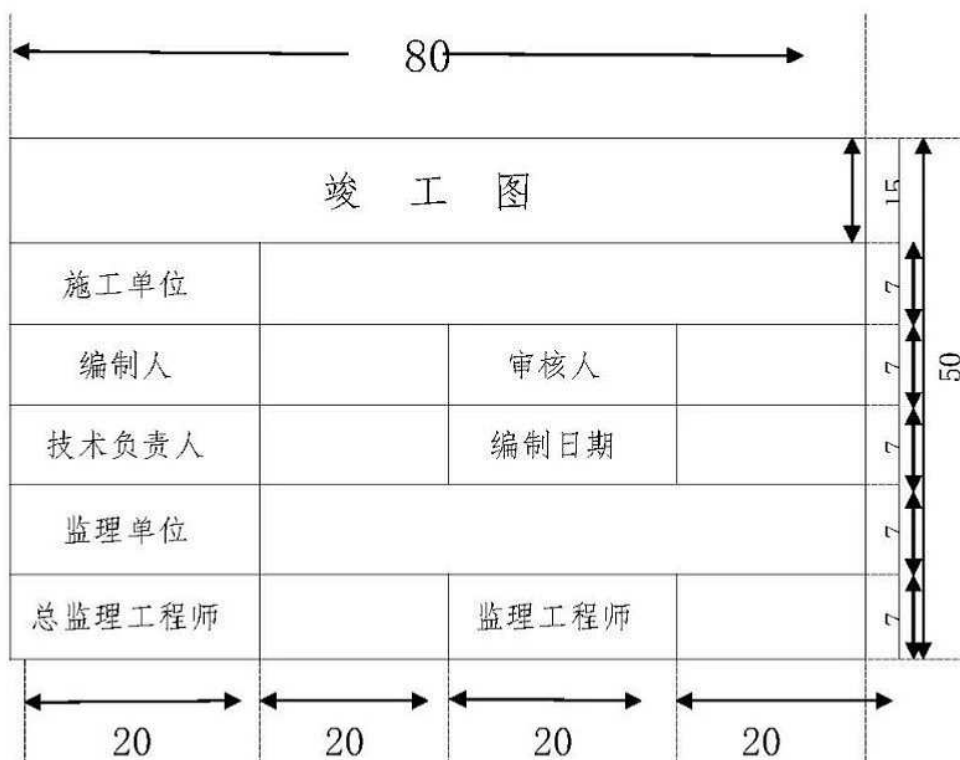 80
竣 工 图 15
施工单位 7
编制人 审核人 7 50
技术负责人 编制日期 7
监理单位 7
总监理工程师 监理工程师 7
20 20 20 20